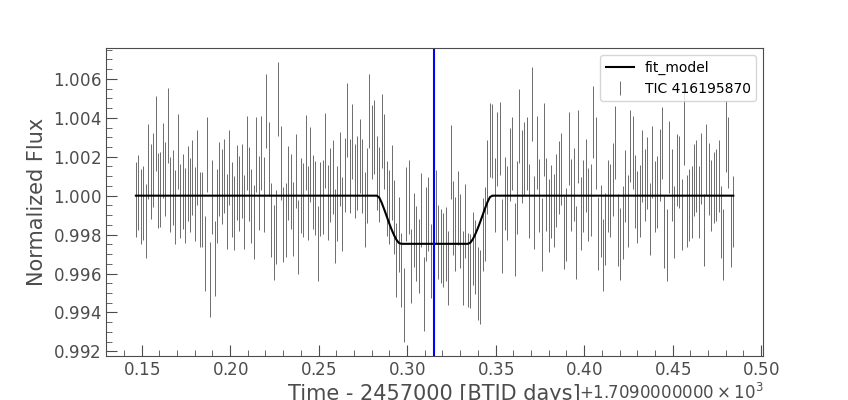 fit_model
TIC 416195870
Normalized Flux
1.006
1.004
1.002
1.000
0.998
0.996
0.994
0.992
0.15 0.20 0.25 0.30 0.35 0.40 0.45 0.50
Time - 2457000 [BTJD days]
+1.7090000000 × 10³